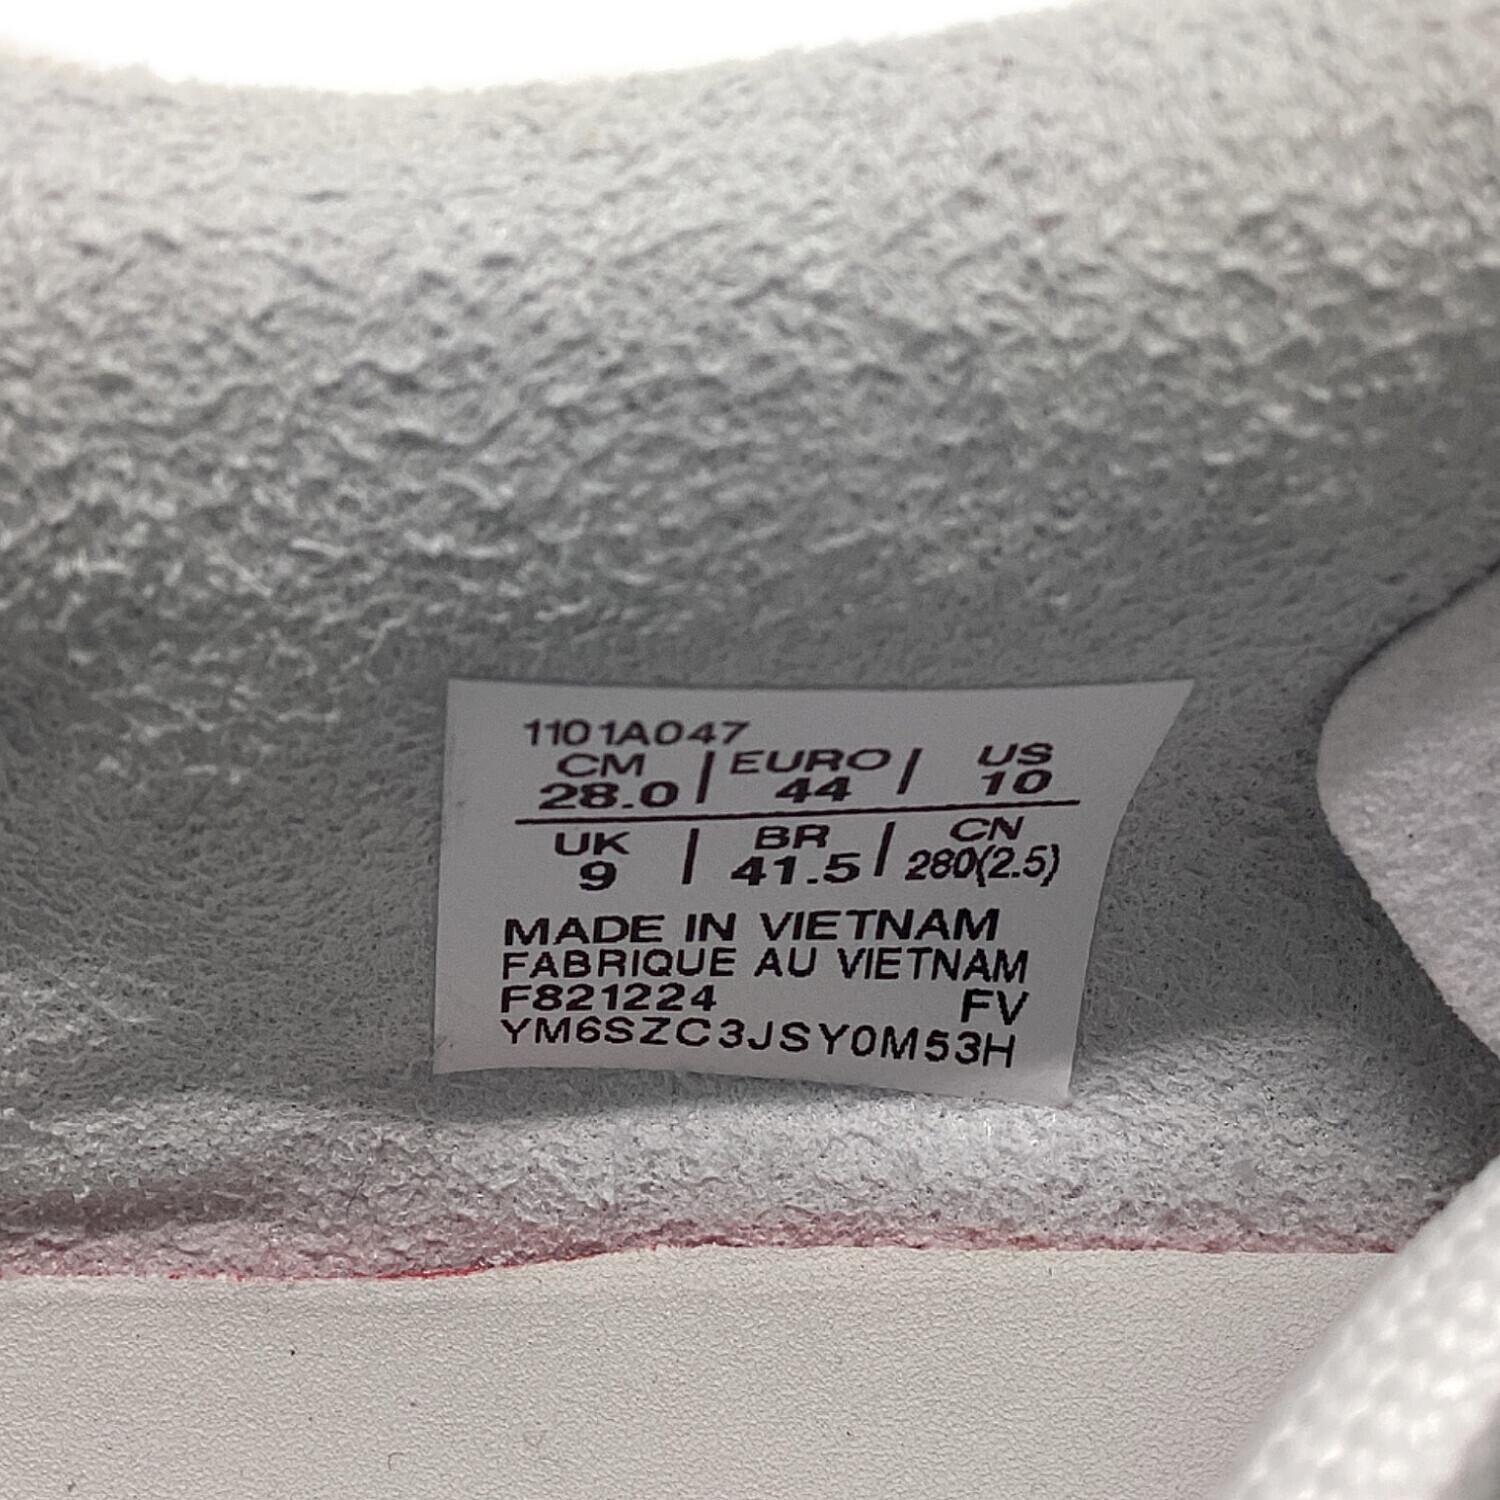 1101A047
CM | EURO | US
28.0 | 44 | 10
UK | BR | CN
9 | 41.5 | 280(2.5)
MADE IN VIETNAM
FABRIQUE AU VIETNAM
F821224 FV
YM6SZC3JSY0M53H